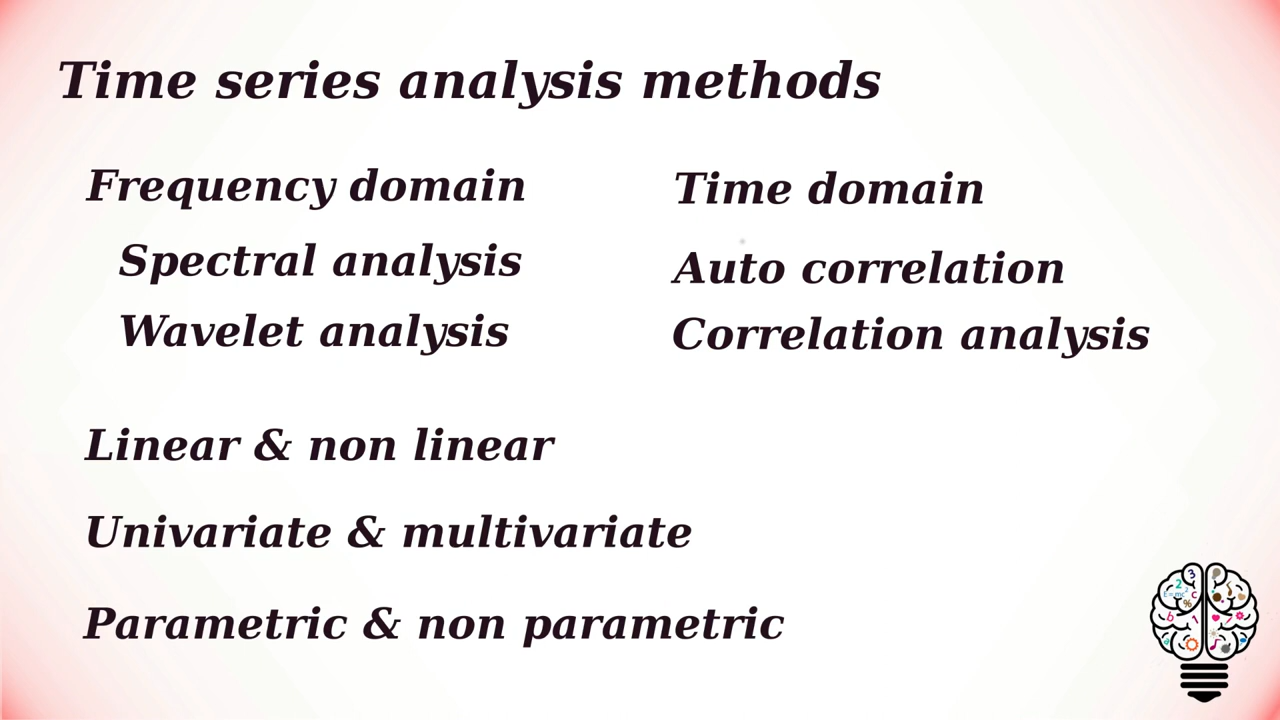 Time series analysis methods
Frequency domain
Spectral analysis
Wavelet analysis
Time domain
Auto correlation
Correlation analysis
Linear & non linear
Univariate & multivariate
Parametric & non parametric